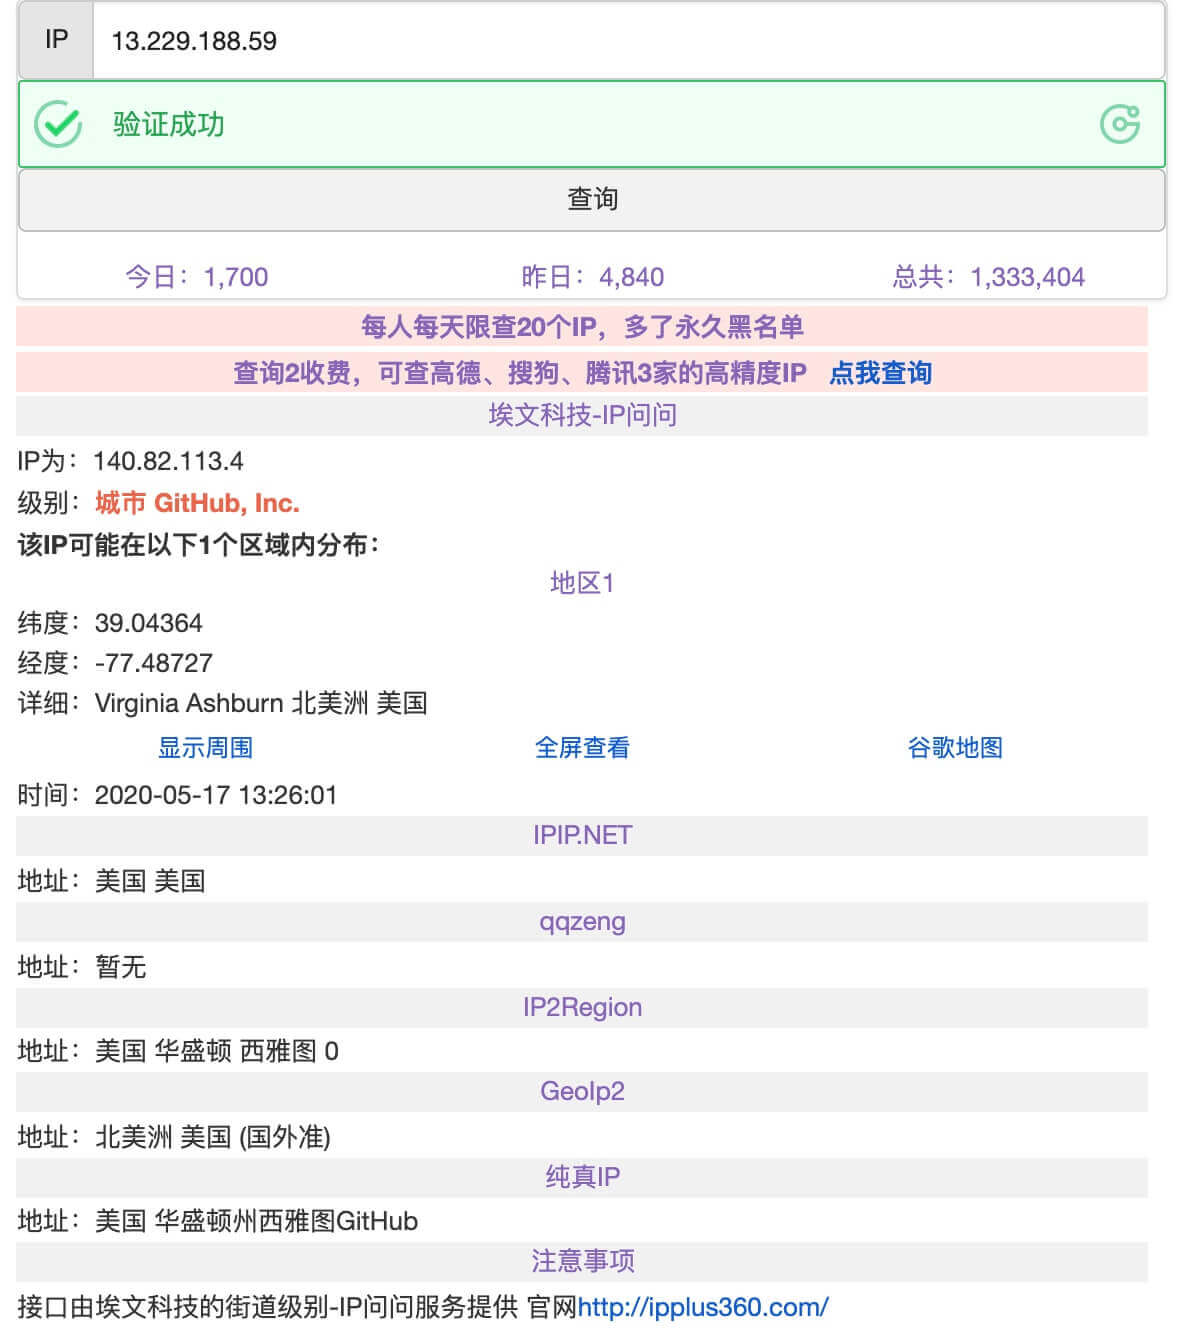 IP 13.229.188.59
验证成功
查询
今日：1,700 昨日：4,840 总共：1,333,404
每人每天限查20个IP，多了永久黑名单
查询2收费，可查高德、搜狗、腾讯3家的高精度IP 点我查询
埃文科技-IP问问
IP为：140.82.113.4
级别：城市 GitHub, Inc.
该IP可能在以下1个区域内分布：
地区1
纬度：39.04364
经度：-77.48727
详细：Virginia Ashburn 北美洲 美国
显示周围 全屏查看 谷歌地图
时间：2020-05-17 13:26:01
IPIP.NET
地址：美国 美国
qqzeng
地址：暂无
IP2Region
地址：美国 华盛顿 西雅图 0
GeoIp2
地址：北美洲 美国 (国外准)
纯真IP
地址：美国 华盛顿州西雅图GitHub
注意事项
接口由埃文科技的街道级别-IP问问服务提供 官网http://ipplus360.com/